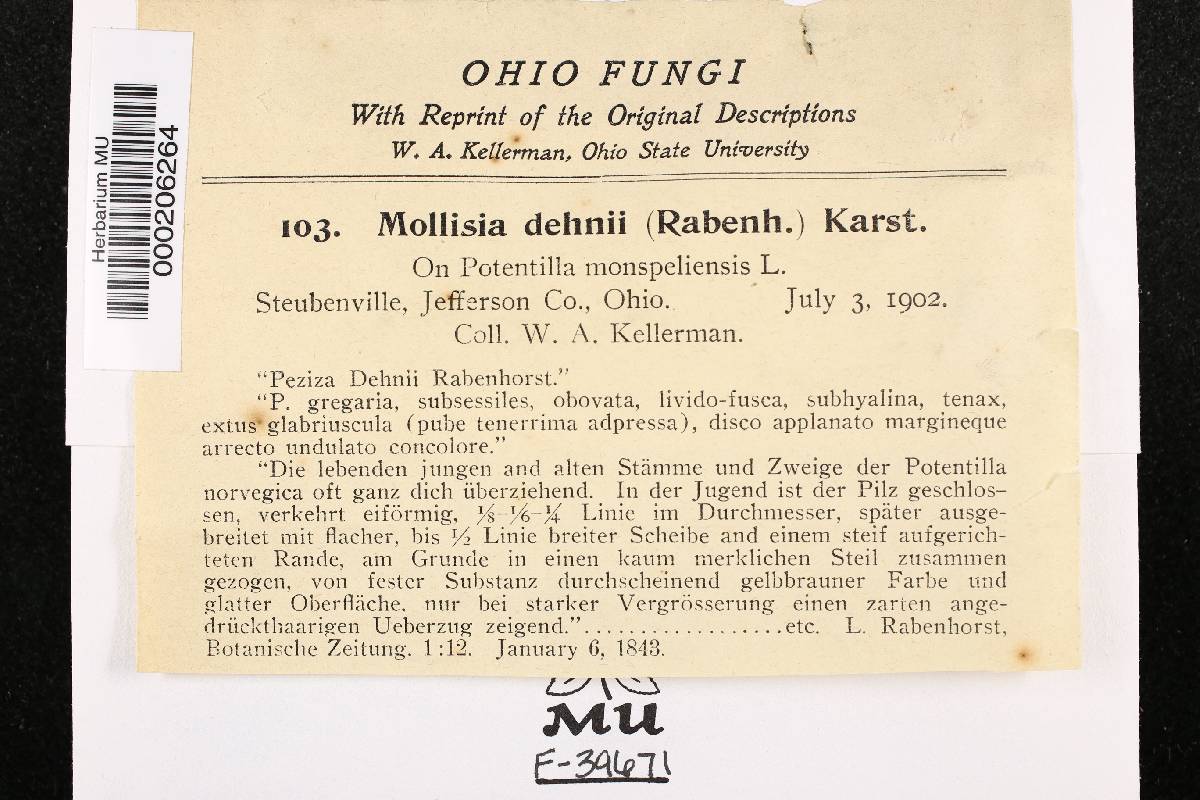 OHIO FUNGI
With Reprint of the Original Descriptions
W. A. Kellerman, Ohio State University
103. Mollisia dehnii (Rabenh.) Karst.
On Potentilla monspeliensis L.
Steubenville, Jefferson Co., Ohio. July 3, 1902.
Coll. W. A. Kellerman.
“Peziza Dehnii Rabenhorst.”
“P. gregaria, subsessiles, obovata, livido-fusca, subhyalina, tenax,
extus glabriuscula (pube tenerrima adpressa), disco applanato margineque
arrecto undulato concolore.”
“Die lebenden jungen and alten Stämme und Zweige der Potentilla
norvegica oft ganz dich überziehend. In der Jugend ist der Pilz geschlos-
sen, verkehrt eiförmig, ⅛-⅙-¼ Linie im Durchmesser, später ausge-
breitet mit flacher, bis ½ Linie breiter Scheibe and einem steif aufgerich-
teten Rande, am Grunde in einen kaum merklichen Steil zusammen
gezogen, von fester Substanz durchscheinend gelbbrauner Farbe und
glatter Oberfläche, nur bei starker Vergrösserung einen zarten ange-
drückthaarigen Ueberzug zeigend.”...................etc. L. Rabenhorst,
Botanische Zeitung. 1:12. January 6, 1843.
Herbarium MU
000206264
MU
F-39671